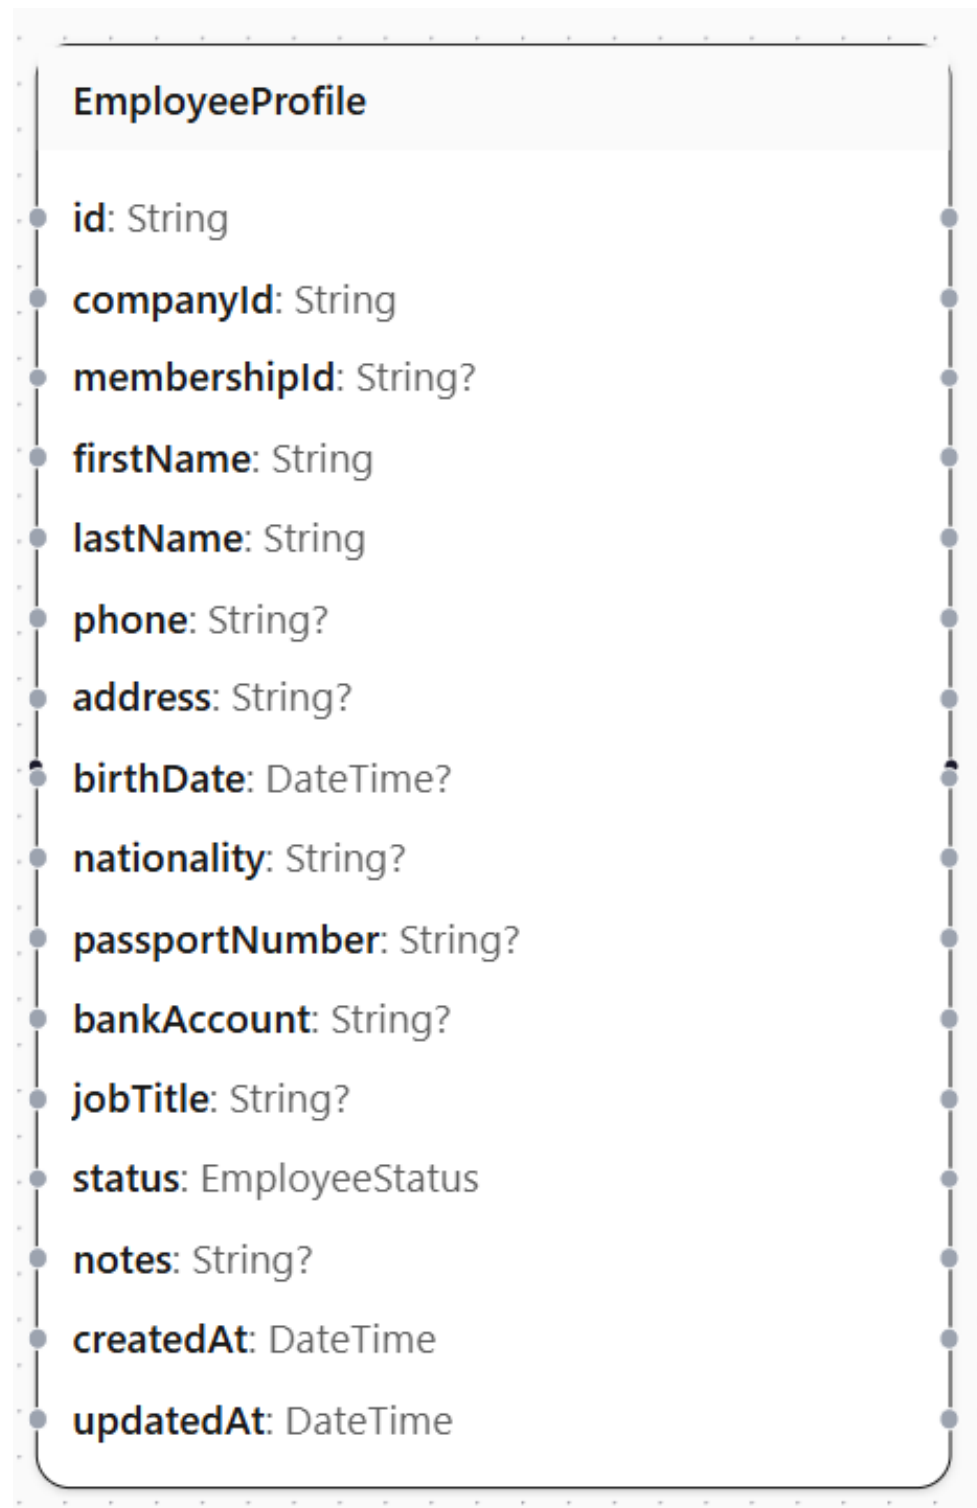 EmployeeProfile
id: String
companyId: String
membershipId: String?
firstName: String
lastName: String
phone: String?
address: String?
birthDate: DateTime?
nationality: String?
passportNumber: String?
bankAccount: String?
jobTitle: String?
status: EmployeeStatus
notes: String?
createdAt: DateTime
updatedAt: DateTime